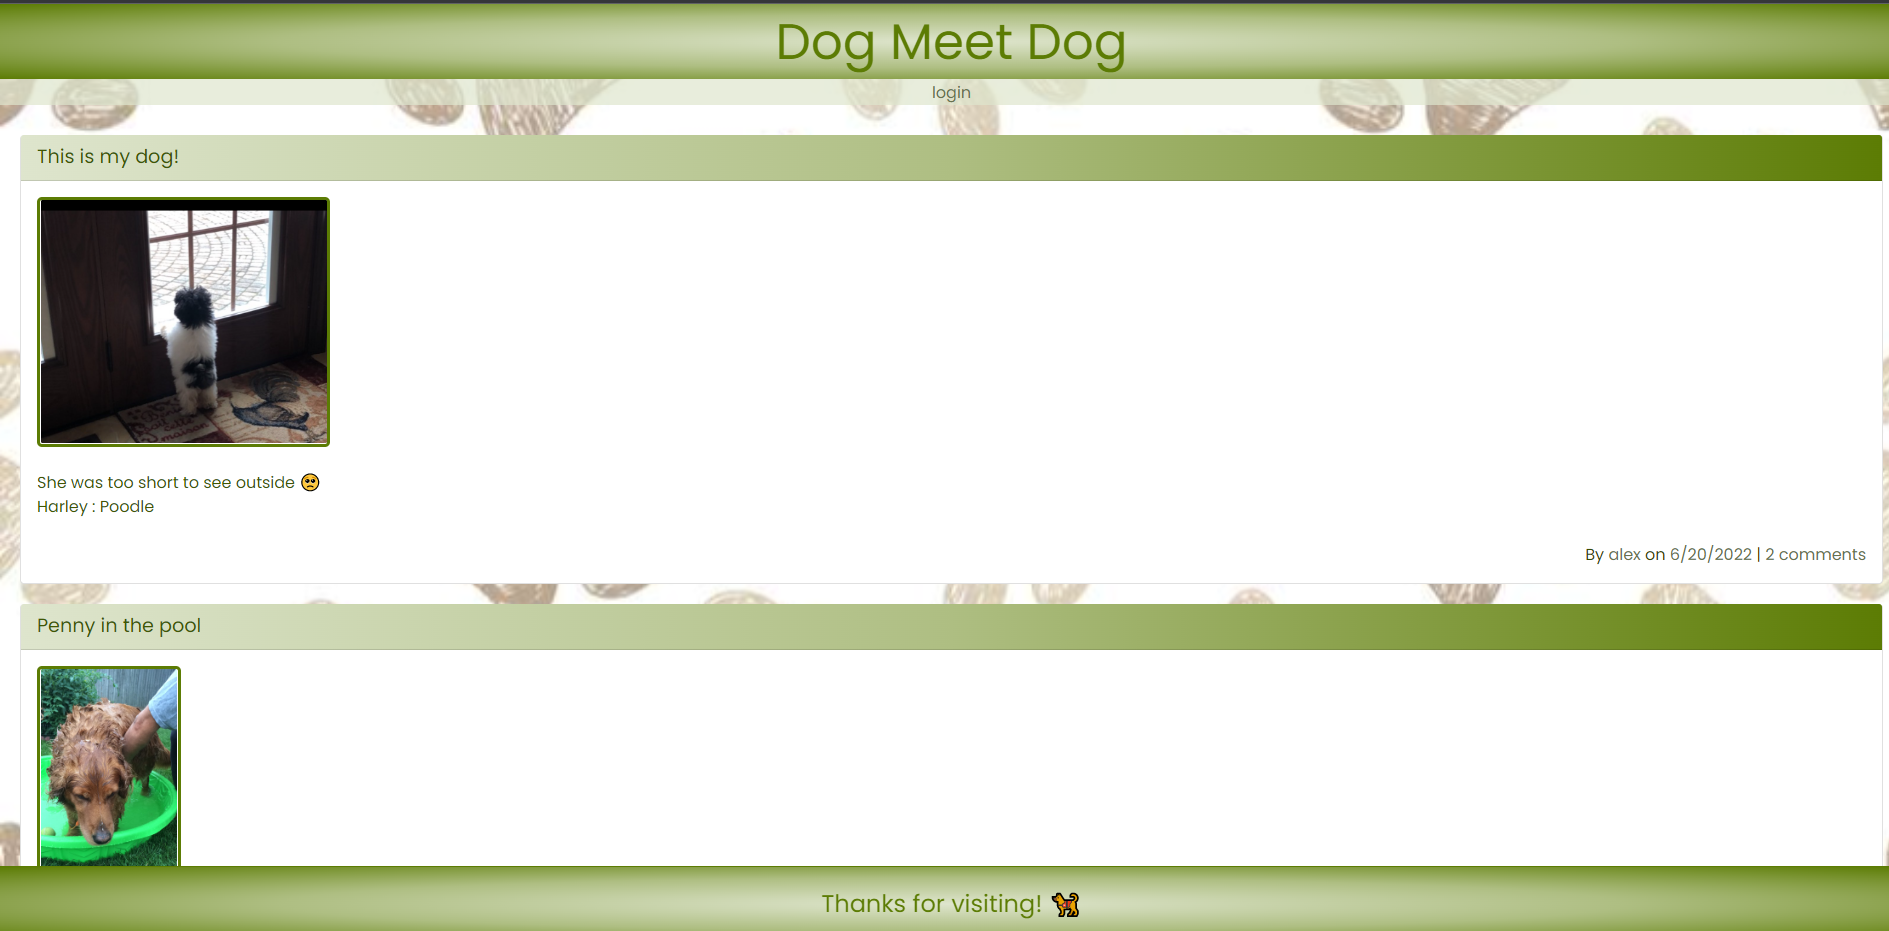 Dog Meet Dog
login
This is my dog!
She was too short to see outside 🥺
Harley : Poodle
By alex on 6/20/2022 | 2 comments
Penny in the pool
Thanks for visiting! 🐕